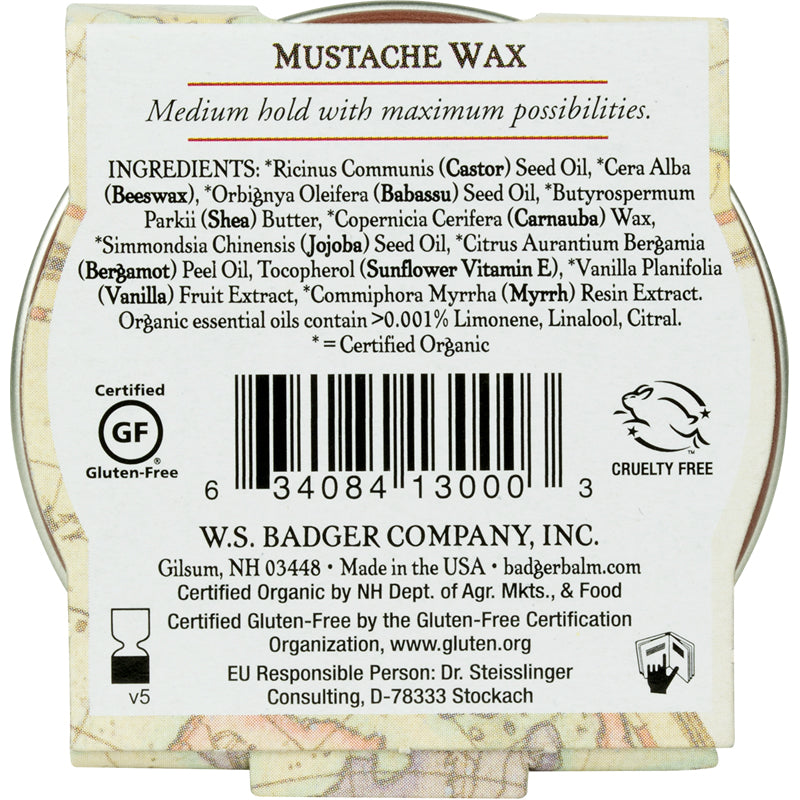 MUSTACHE WAX
Medium hold with maximum possibilities.
INGREDIENTS: *Ricinus Communis (Castor) Seed Oil, *Cera Alba
(Beeswax), *Orbignya Oleifera (Babassu) Seed Oil, *Butyrospermum
Parkii (Shea) Butter, *Copernicia Cerifera (Carnauba) Wax,
*Simmondsia Chinensis (Jojoba) Seed Oil, *Citrus Aurantium Bergamia
(Bergamot) Peel Oil, Tocopherol (Sunflower Vitamin E), *Vanilla Planifolia
(Vanilla) Fruit Extract, *Commiphora Myrrha (Myrrh) Resin Extract.
Organic essential oils contain >0.001% Limonene, Linalool, Citral.
* = Certified Organic
Certified
GF
®
Gluten-Free
6 34084 13000 3
TM
CRUELTY FREE
W.S. BADGER COMPANY, INC.
Gilsum, NH 03448 • Made in the USA • badgerbalm.com
Certified Organic by NH Dept. of Agr. Mkts., & Food
Certified Gluten-Free by the Gluten-Free Certification
Organization, www.gluten.org
EU Responsible Person: Dr. Steisslinger
Consulting, D-78333 Stockach
v5